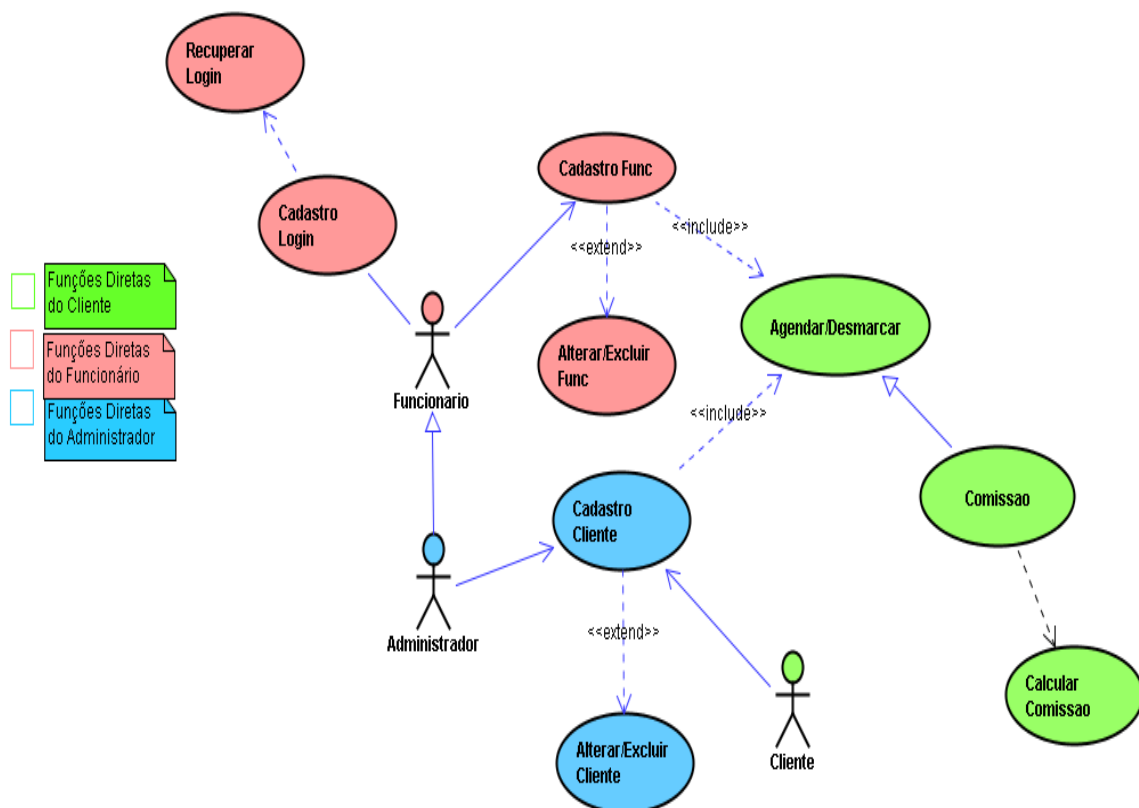 Recuperar
Login
Cadastro Func
Cadastro
Login
<<include>>
<<extend>>
Funções Diretas
do Cliente
Agendar/Desmarcar
Funções Diretas
do Funcionário
Alterar/Excluir
Func
Funcionario
Funções Diretas
do Administrador
<<include>>
Cadastro
Cliente
Comissao
Administrador
<<extend>>
Calcular
Comissao
Alterar/Excluir
Cliente
Cliente